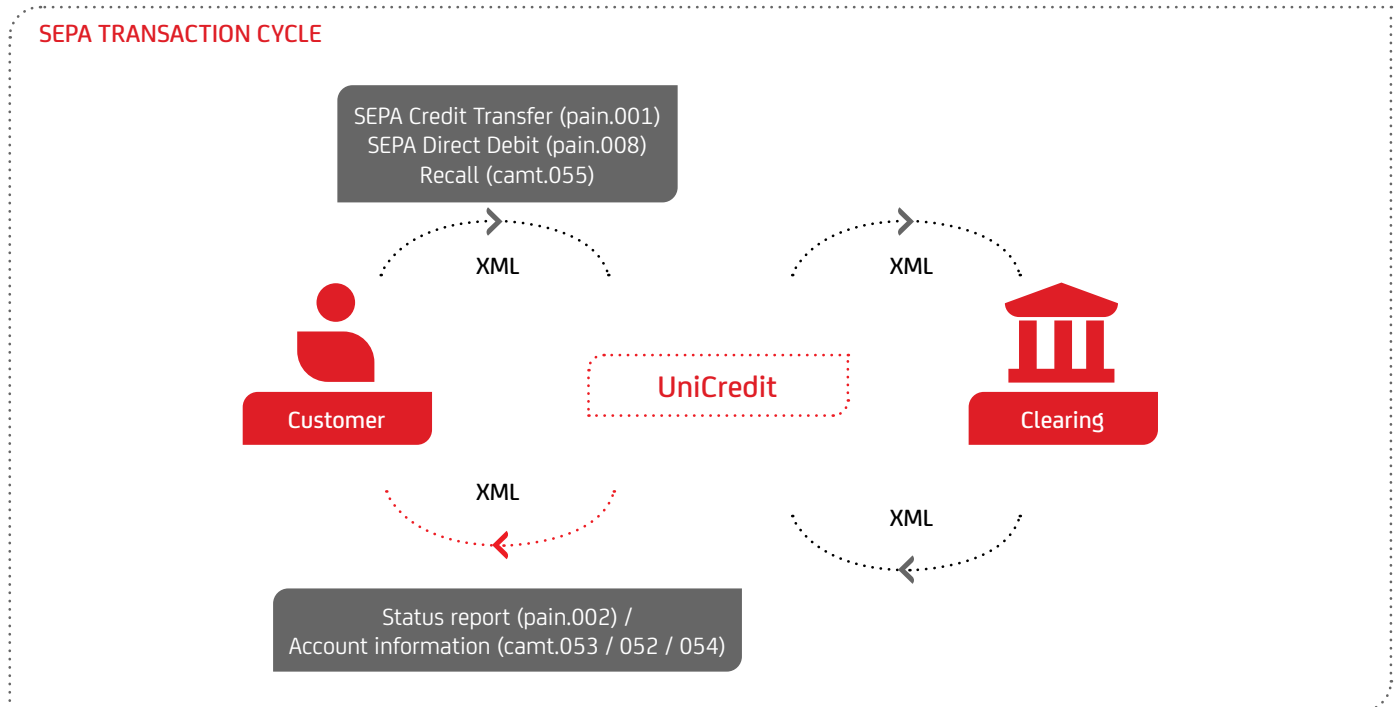 SEPA TRANSACTION CYCLE
SEPA Credit Transfer (pain.001)
SEPA Direct Debit (pain.008)
Recall (camt.055)
XML
XML
UniCredit
Customer
Clearing
XML
XML
Status report (pain.002) /
Account information (camt.053 / 052 / 054)